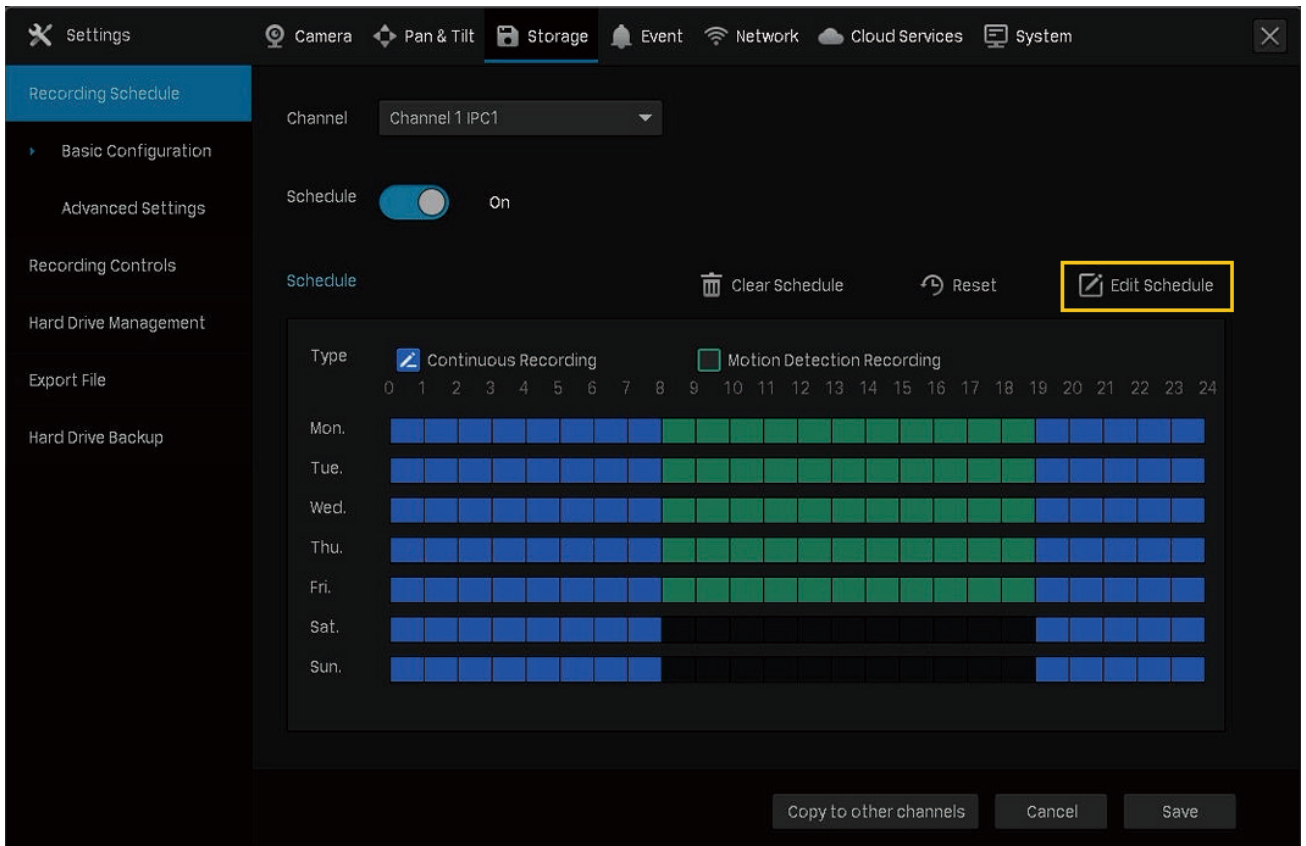 Settings
Camera Pan & Tilt Storage Event Network Cloud Services System
Recording Schedule
Basic Configuration
Advanced Settings
Recording Controls
Hard Drive Management
Export File
Hard Drive Backup
Channel Channel 1 IPC1
Schedule On
Schedule Clear Schedule Reset Edit Schedule
Type Continuous Recording Motion Detection Recording
0 1 2 3 4 5 6 7 8 9 10 11 12 13 14 15 16 17 18 19 20 21 22 23 24
Mon.
Tue.
Wed.
Thu.
Fri.
Sat.
Sun.
Copy to other channels Cancel Save